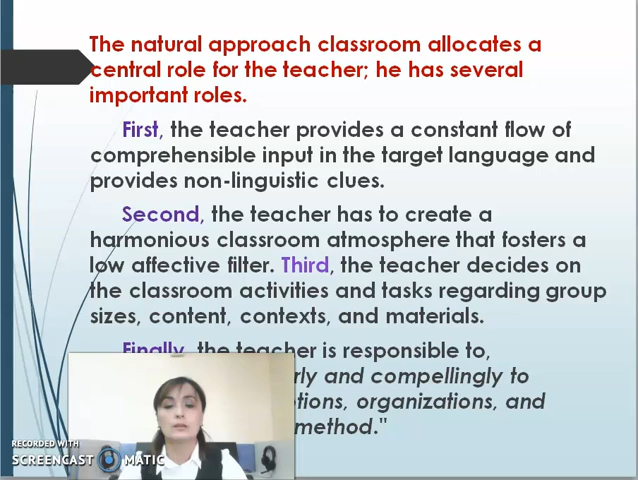 The natural approach classroom allocates a
central role for the teacher; he has several
important roles.
First, the teacher provides a constant flow of
comprehensible input in the target language and
provides non-linguistic clues.
Second, the teacher has to create a
harmonious classroom atmosphere that fosters a
low affective filter. Third, the teacher decides on
the classroom activities and tasks regarding group
sizes, content, contexts, and materials.
Finally, the teacher is responsible to,
and compellingly to
organizations, and
method."
RECORDED WITH
SCREENCAST MATIC